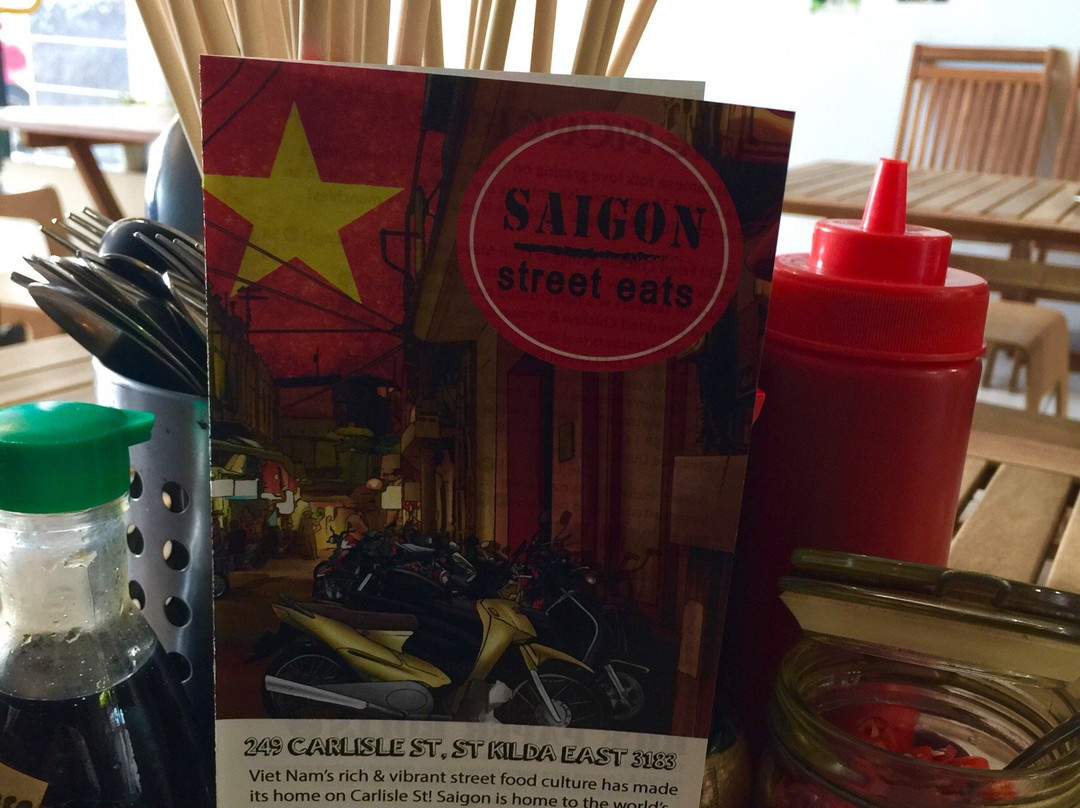 SAIGON
street eats
249 CARLISLE ST, ST KILDA EAST 3183
Viet Nam's rich & vibrant street food culture has made
its home on Carlisle St! Saigon is home to the world's